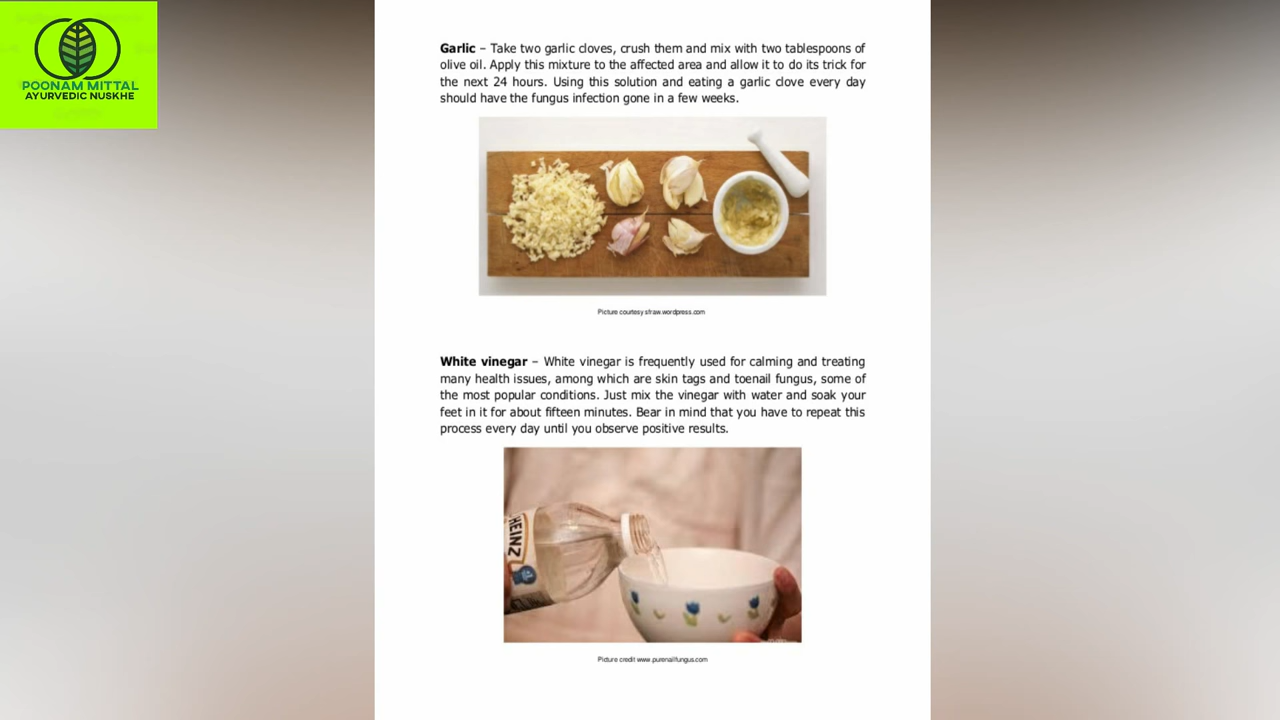 POONAM MITTAL
AYURVEDIC NUSKHE
Garlic – Take two garlic cloves, crush them and mix with two tablespoons of
olive oil. Apply this mixture to the affected area and allow it to do its trick for
the next 24 hours. Using this solution and eating a garlic clove every day
should have the fungus infection gone in a few weeks.
Picture courtesy sfraw.wordpress.com
White vinegar – White vinegar is frequently used for calming and treating
many health issues, among which are skin tags and toenail fungus, some of
the most popular conditions. Just mix the vinegar with water and soak your
feet in it for about fifteen minutes. Bear in mind that you have to repeat this
process every day until you observe positive results.
HEINZ
Picture credit www.purenailfungus.com